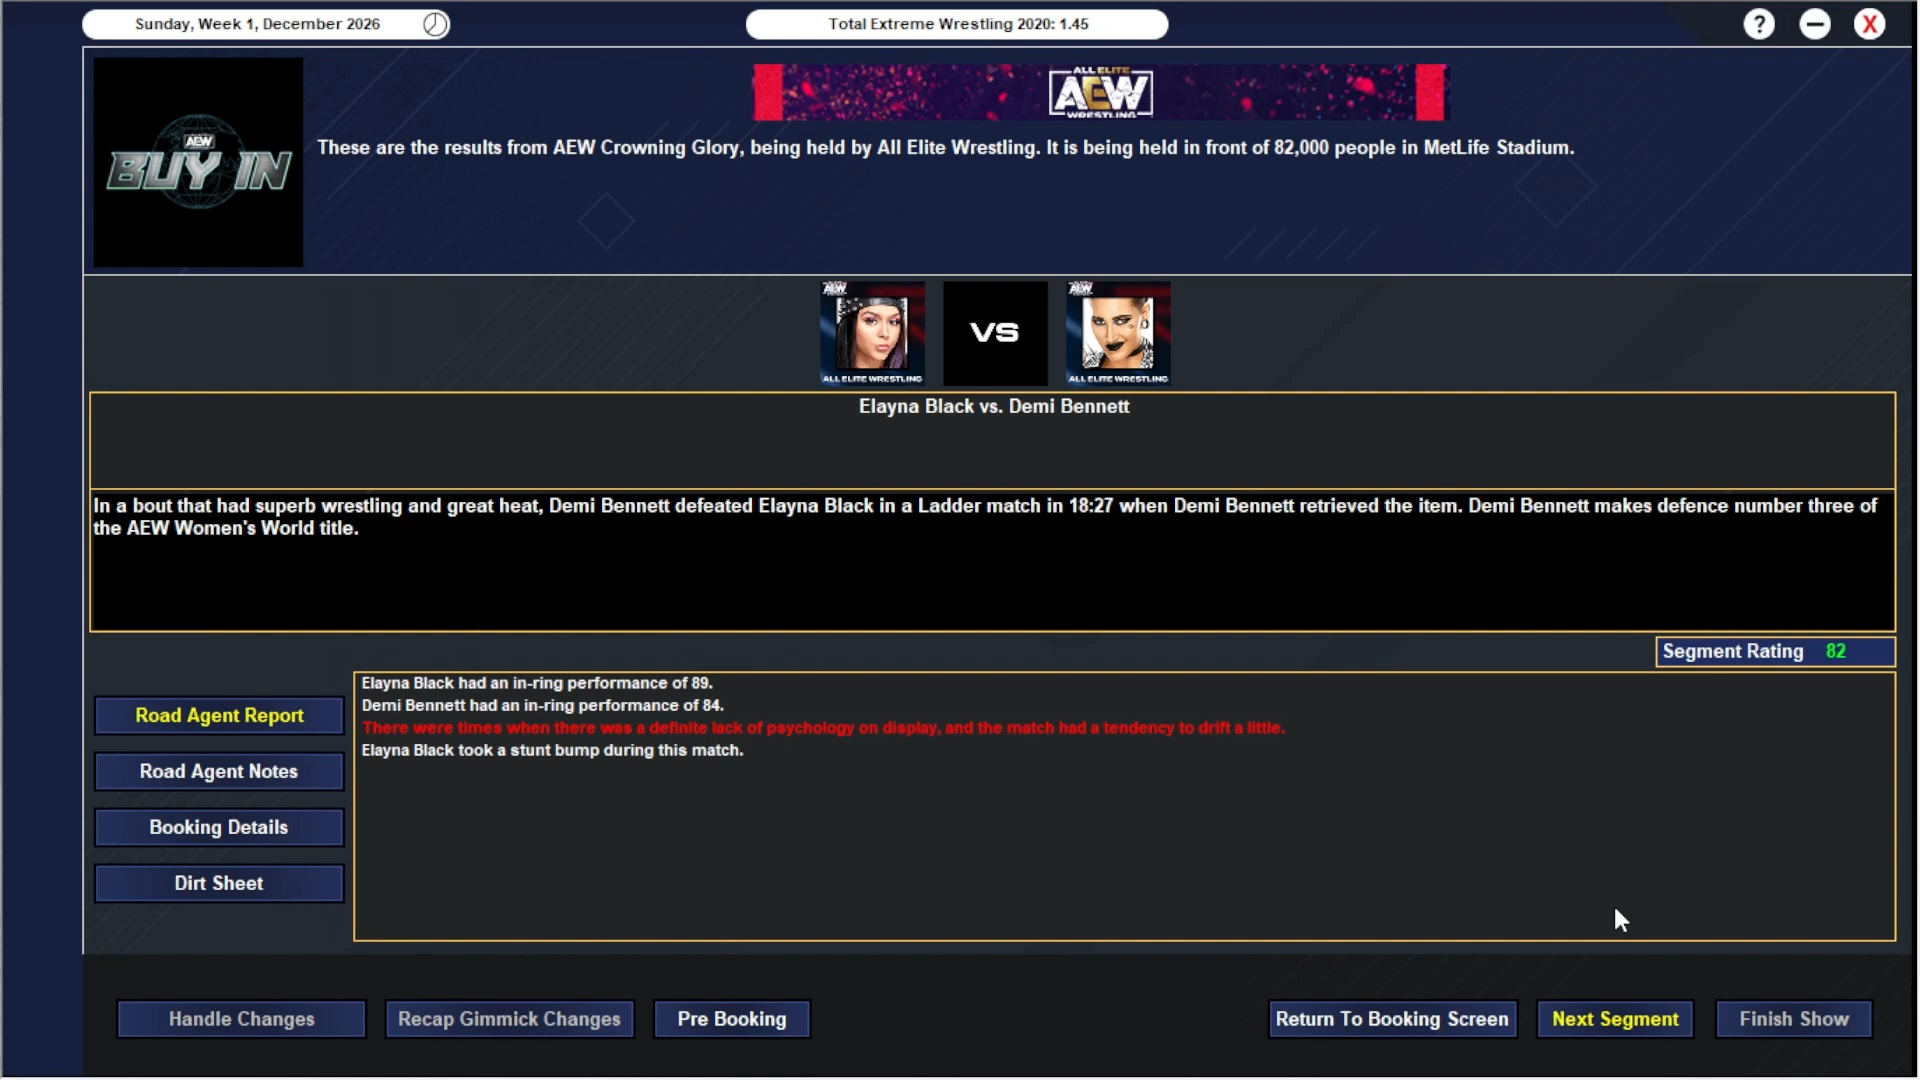 Sunday, Week 1, December 2026
Total Extreme Wrestling 2020: 1.45
?
X
ALL ELITE
AEW
WRESTLING
AEW
BUY IN
These are the results from AEW Crowning Glory, being held by All Elite Wrestling. It is being held in front of 82,000 people in MetLife Stadium.
AEW
ALL ELITE WRESTLING
VS
AEW
ALL ELITE WRESTLING
Elayna Black vs. Demi Bennett
In a bout that had superb wrestling and great heat, Demi Bennett defeated Elayna Black in a Ladder match in 18:27 when Demi Bennett retrieved the item. Demi Bennett makes defence number three of
the AEW Women's World title.
Segment Rating 82
Road Agent Report
Road Agent Notes
Booking Details
Dirt Sheet
Elayna Black had an in-ring performance of 89.
Demi Bennett had an in-ring performance of 84.
There were times when there was a definite lack of psychology on display, and the match had a tendency to drift a little.
Elayna Black took a stunt bump during this match.
Handle Changes
Recap Gimmick Changes
Pre Booking
Return To Booking Screen
Next Segment
Finish Show